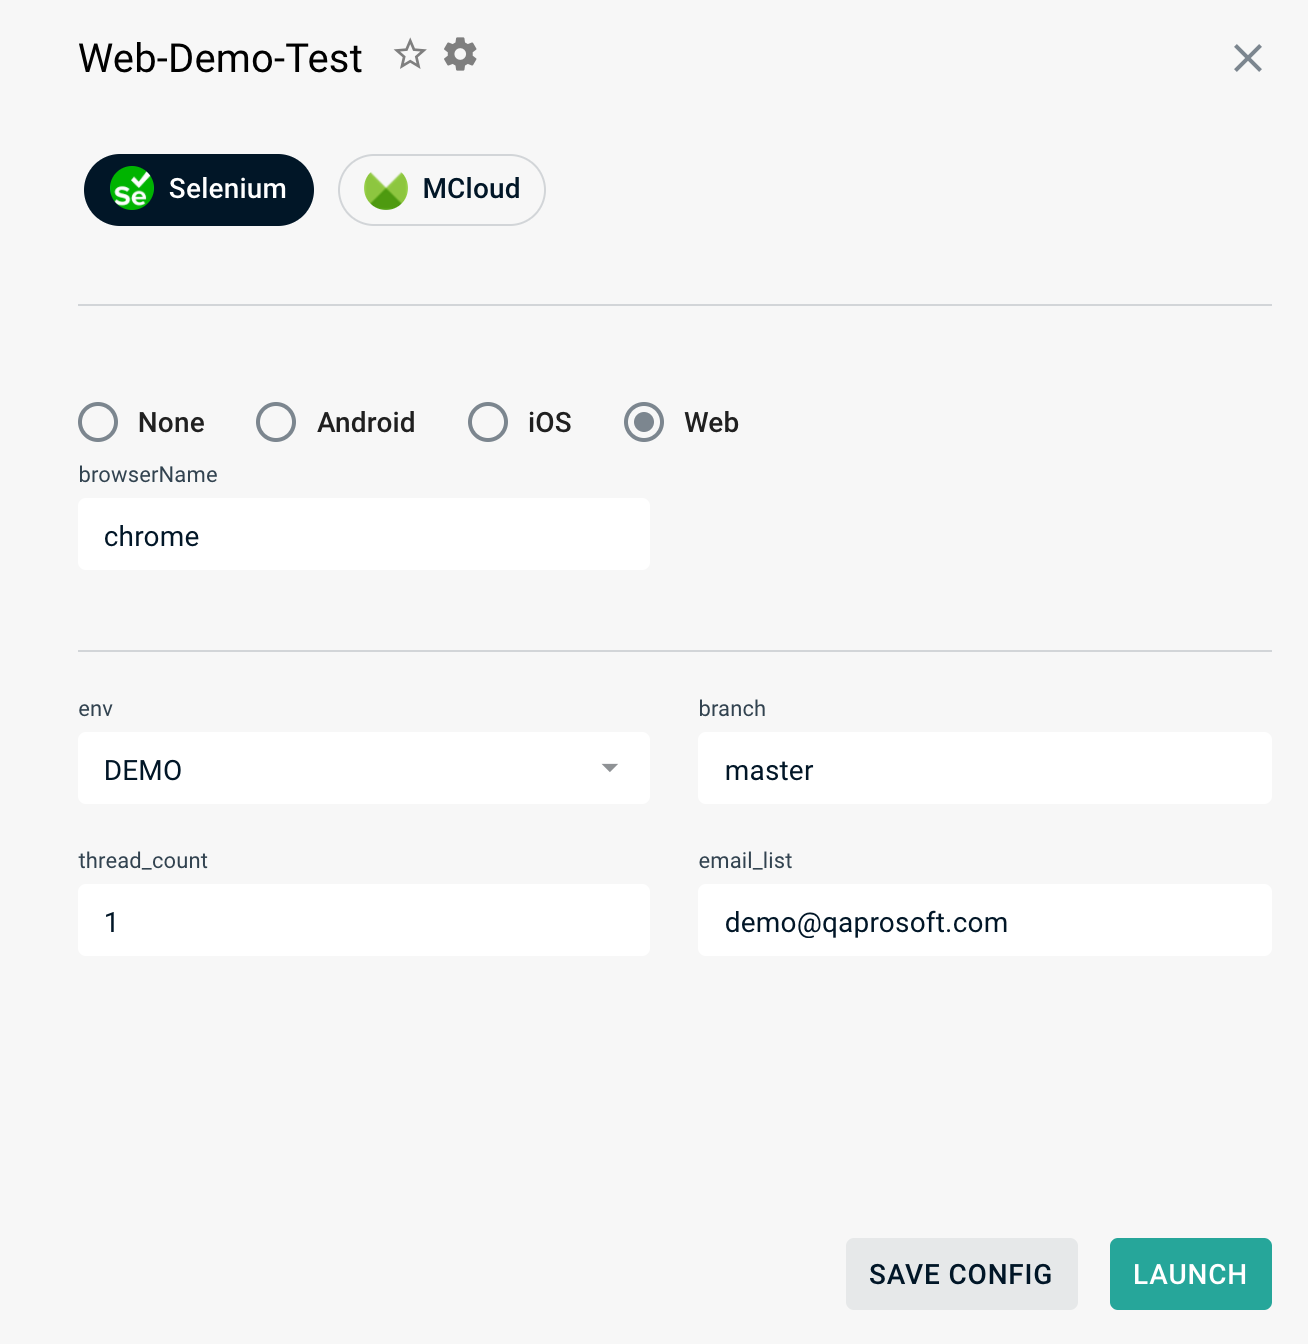 Web-Demo-Test
Se Selenium MCloud
None Android iOS Web
browserName
chrome
env branch
DEMO master
thread_count email_list
1 demo@qaprosoft.com
SAVE CONFIG LAUNCH